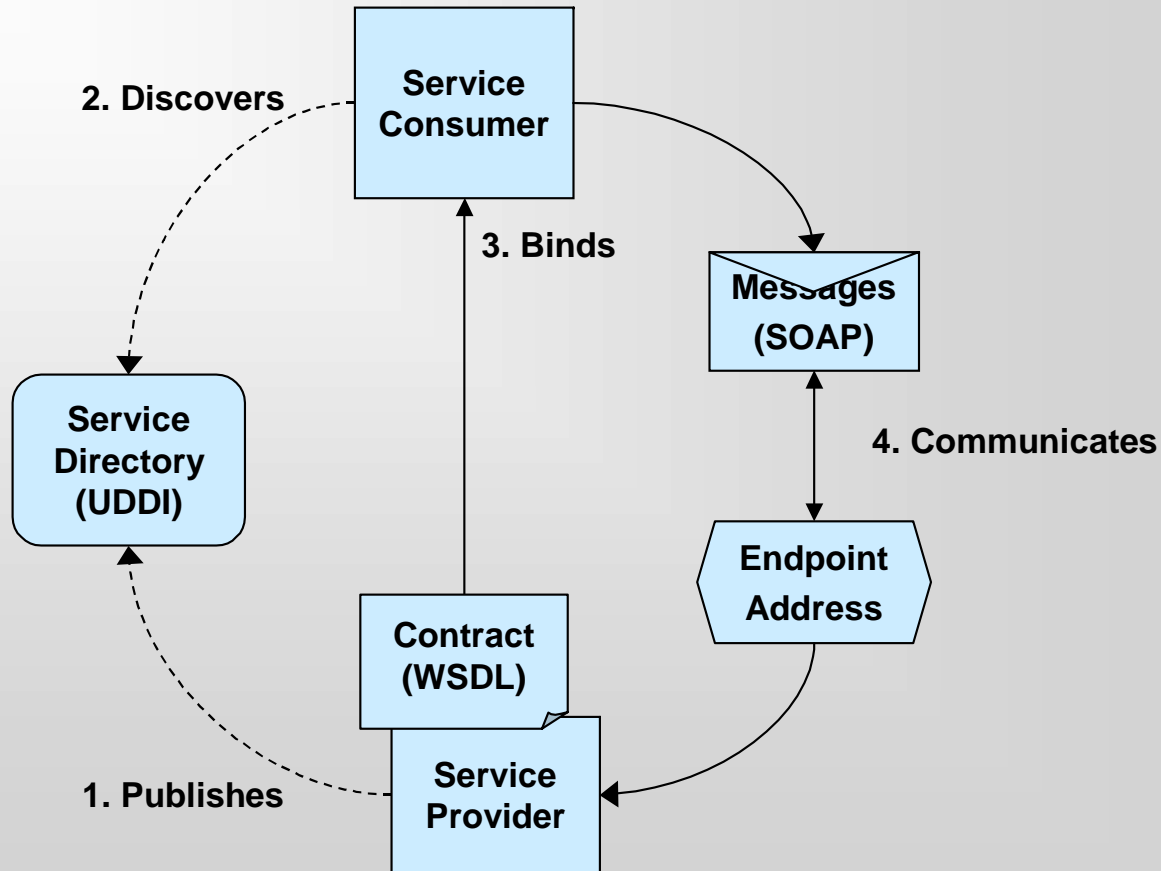 2. Discovers
Service
Consumer
3. Binds
Messages
(SOAP)
Service
Directory
(UDDI)
4. Communicates
Endpoint
Address
Contract
(WSDL)
1. Publishes
Service
Provider